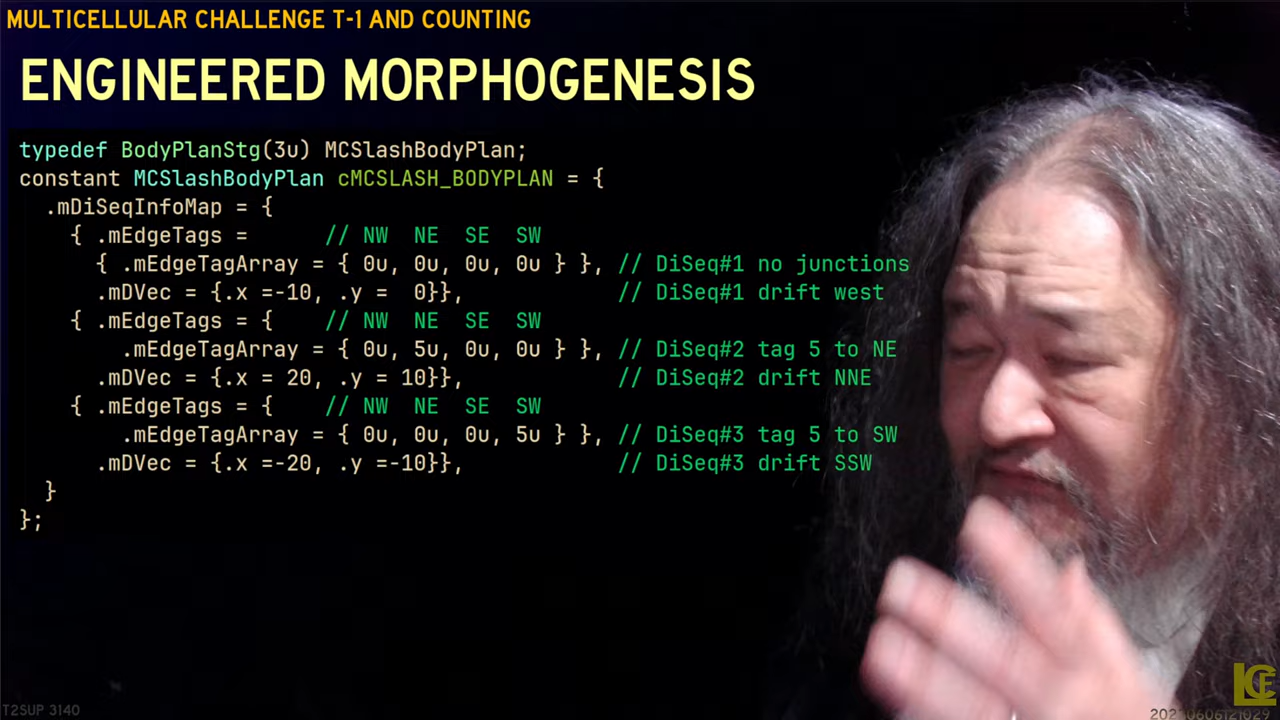 MULTICELLULAR CHALLENGE T-1 AND COUNTING
ENGINEERED MORPHOGENESIS
typedef BodyPlanStg(3u) MCSlashBodyPlan;
constant MCSlashBodyPlan cMCSLASH_BODYPLAN = {
  .mDiSeqInfoMap = {
    { .mEdgeTags =      // NW  NE  SE  SW
      { .mEdgeTagArray = { 0u, 0u, 0u, 0u } }, // DiSeq#1 no junctions
      .mDVec = {.x =-10, .y =  0}},            // DiSeq#1 drift west
    { .mEdgeTags = {    // NW  NE  SE  SW
        .mEdgeTagArray = { 0u, 5u, 0u, 0u } }, // DiSeq#2 tag 5 to NE
      .mDVec = {.x = 20, .y = 10}},            // DiSeq#2 drift NNE
    { .mEdgeTags = {    // NW  NE  SE  SW
        .mEdgeTagArray = { 0u, 0u, 0u, 5u } }, // DiSeq#3 tag 5 to SW
      .mDVec = {.x =-20, .y =-10}},            // DiSeq#3 drift SSW
  }
};
T2SUP 3140